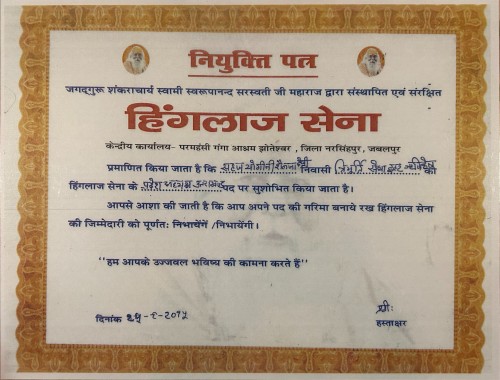 नियुक्ति पत्र
जगद्गुरू शंकराचार्य स्वामी स्वरूपानन्द सरस्वती जी महाराज द्वारा संस्थापित एवं संरक्षित
हिंगलाज सेना
केन्द्रीय कार्यालय- परमहंसी गंगा आश्रम झोतेश्वर , जिला नरसिंहपुर, जबलपुर
प्रमाणित किया जाता है कि निवासी को
हिंगलाज सेना के पद पर सुशोभित किया जाता है।
आपसे आशा की जाती है कि आप अपने पद की गरिमा बनाये रख हिंगलाज सेना
की जिम्मेदारी को पूर्णतः निभायेंगें /निभायेंगी।
"हम आपके उज्जवल भविष्य की कामना करते हैं"
दिनांक
हस्ताक्षर